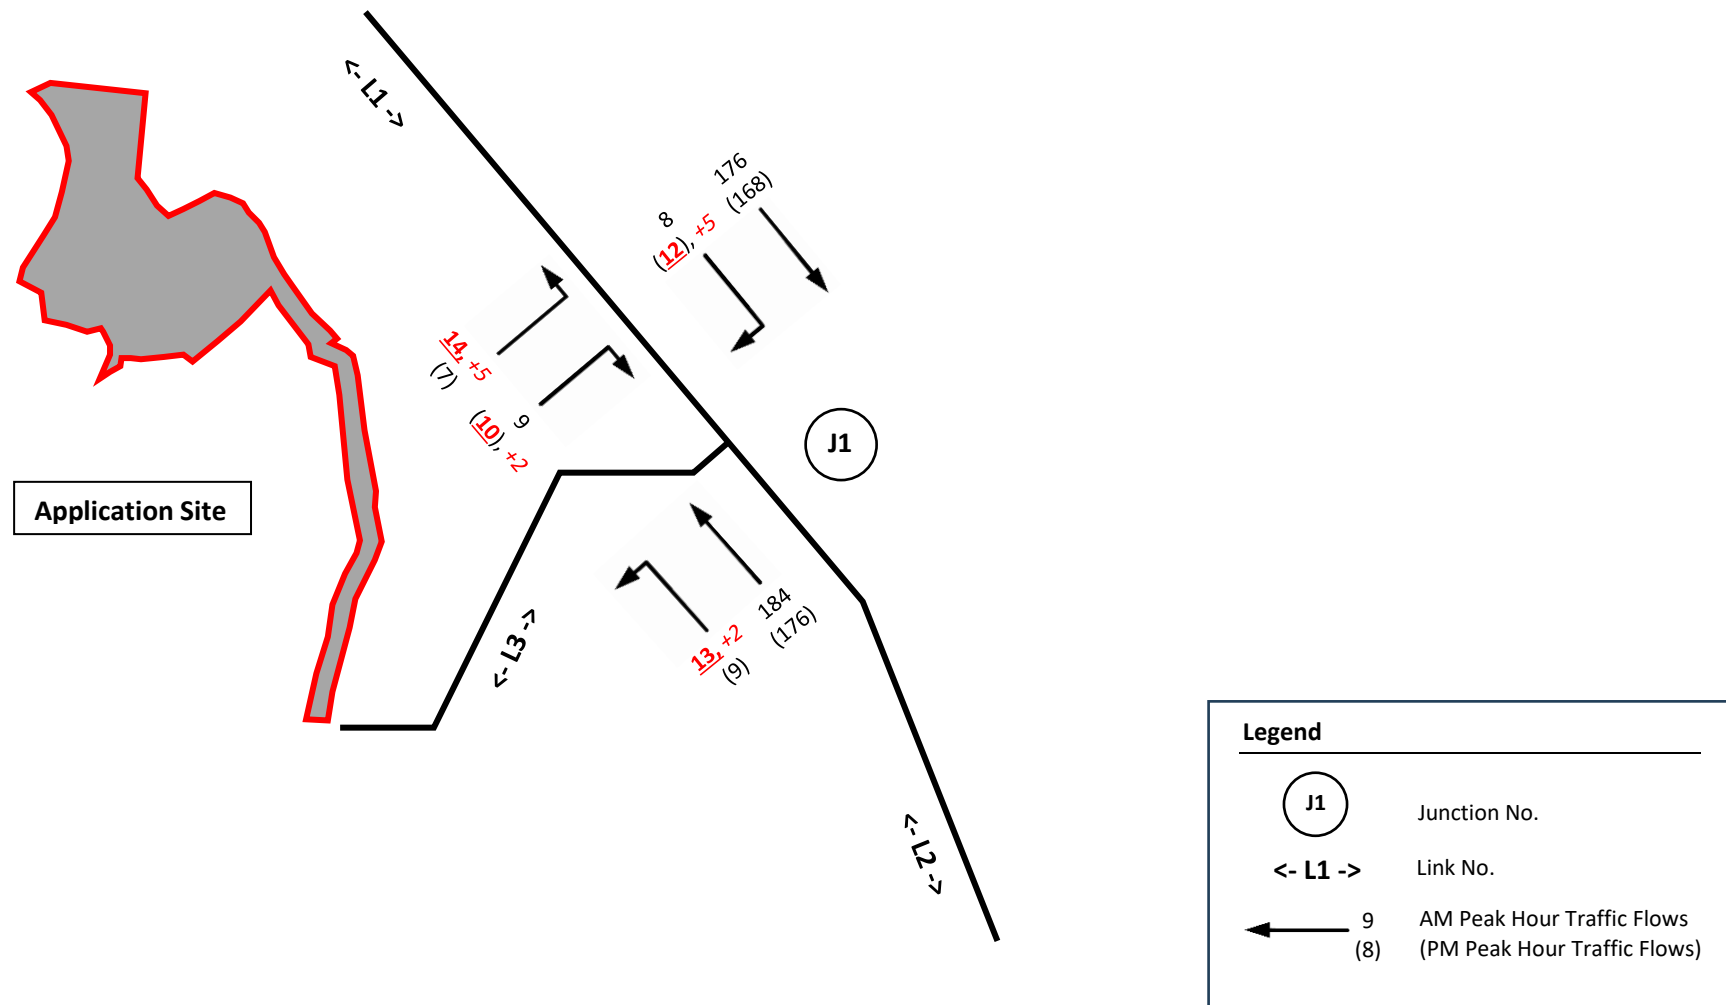 <- L1 ->
176
(168)
8
(12), +5
14, +5
(7)
9
(10), +2
J1
Application Site
<- L3 ->
184
(176)
13, +2
(9)
<- L2 ->
Legend
J1
Junction No.
<- L1 ->
Link No.
9
AM Peak Hour Traffic Flows
(8)
(PM Peak Hour Traffic Flows)